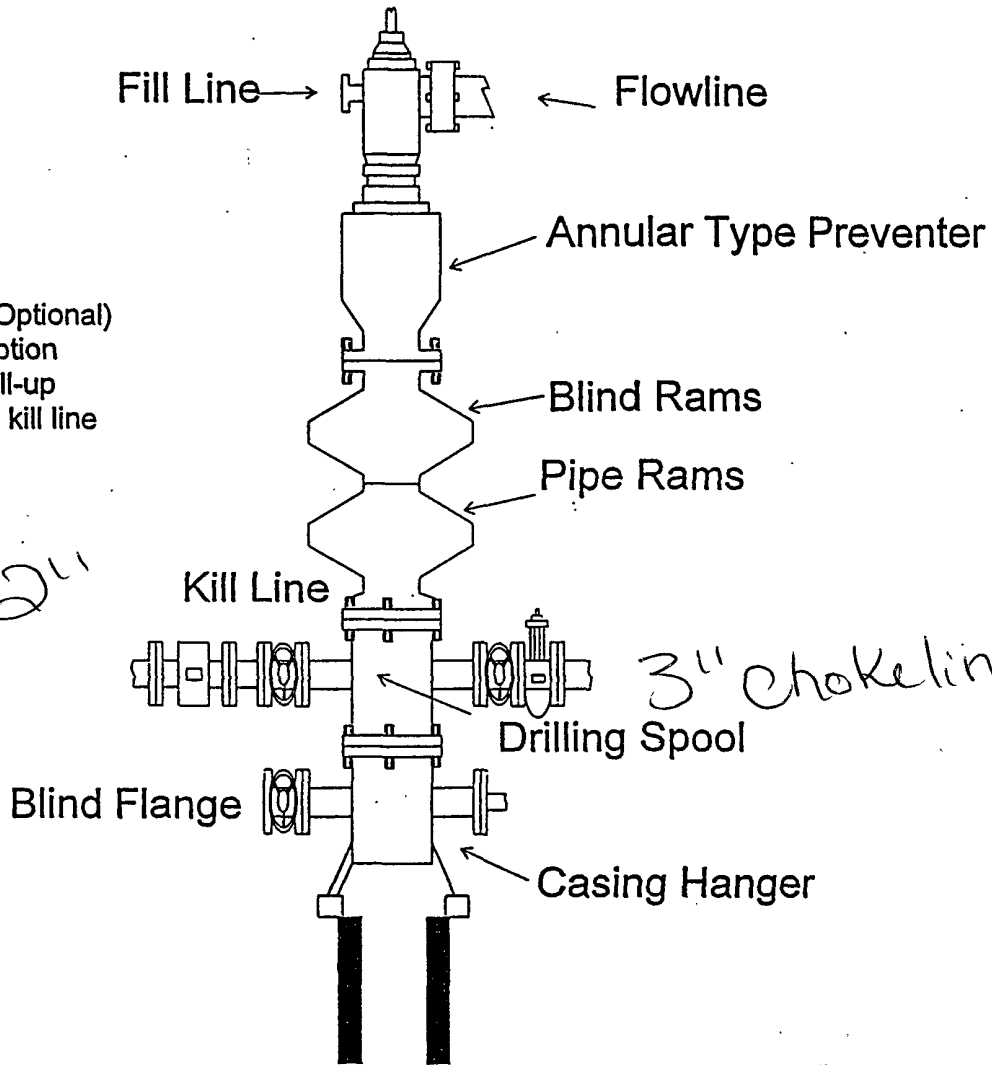 Fill Line
Flowline
Annular Type Preventer
Optional)
ll-up
kill line
Blind Rams
Pipe Rams
2"
Kill Line
3" Chokelin
Drilling Spool
Blind Flange
Casing Hanger